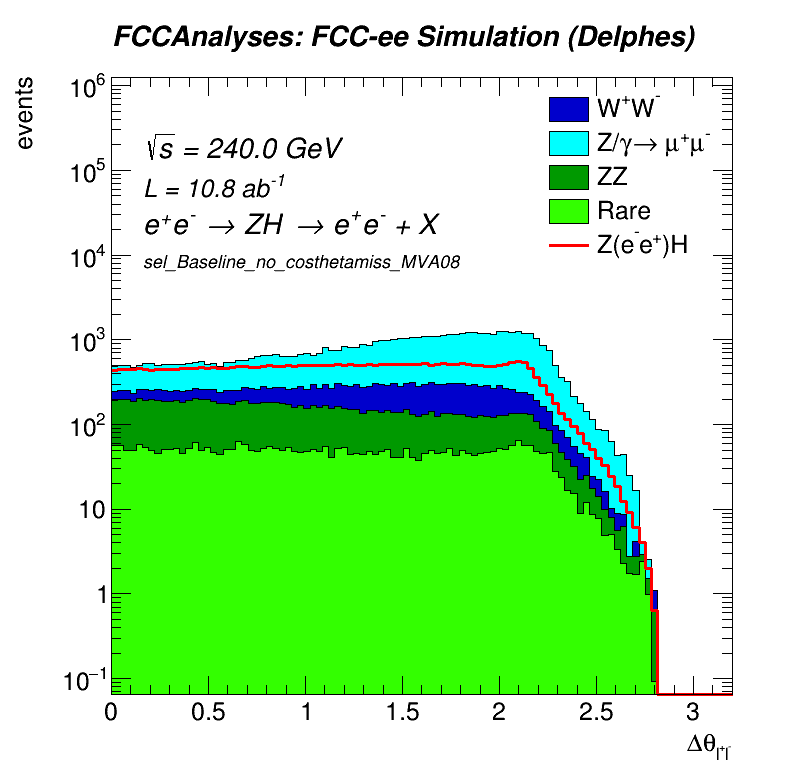 FCCAnalyses: FCC-ee Simulation (Delphes)
events
10⁶
10⁵
10⁴
10³
10²
10
1
10⁻¹
√s = 240.0 GeV
L = 10.8 ab⁻¹
e⁺e⁻ → ZH → e⁺e⁻ + X
sel_Baseline_no_costhetamiss_MVA08
W⁺W⁻
Z/γ→ μ⁺μ⁻
ZZ
Rare
Z(e⁻e⁺)H
0 0.5 1 1.5 2 2.5 3
Δθ_l⁺l⁻